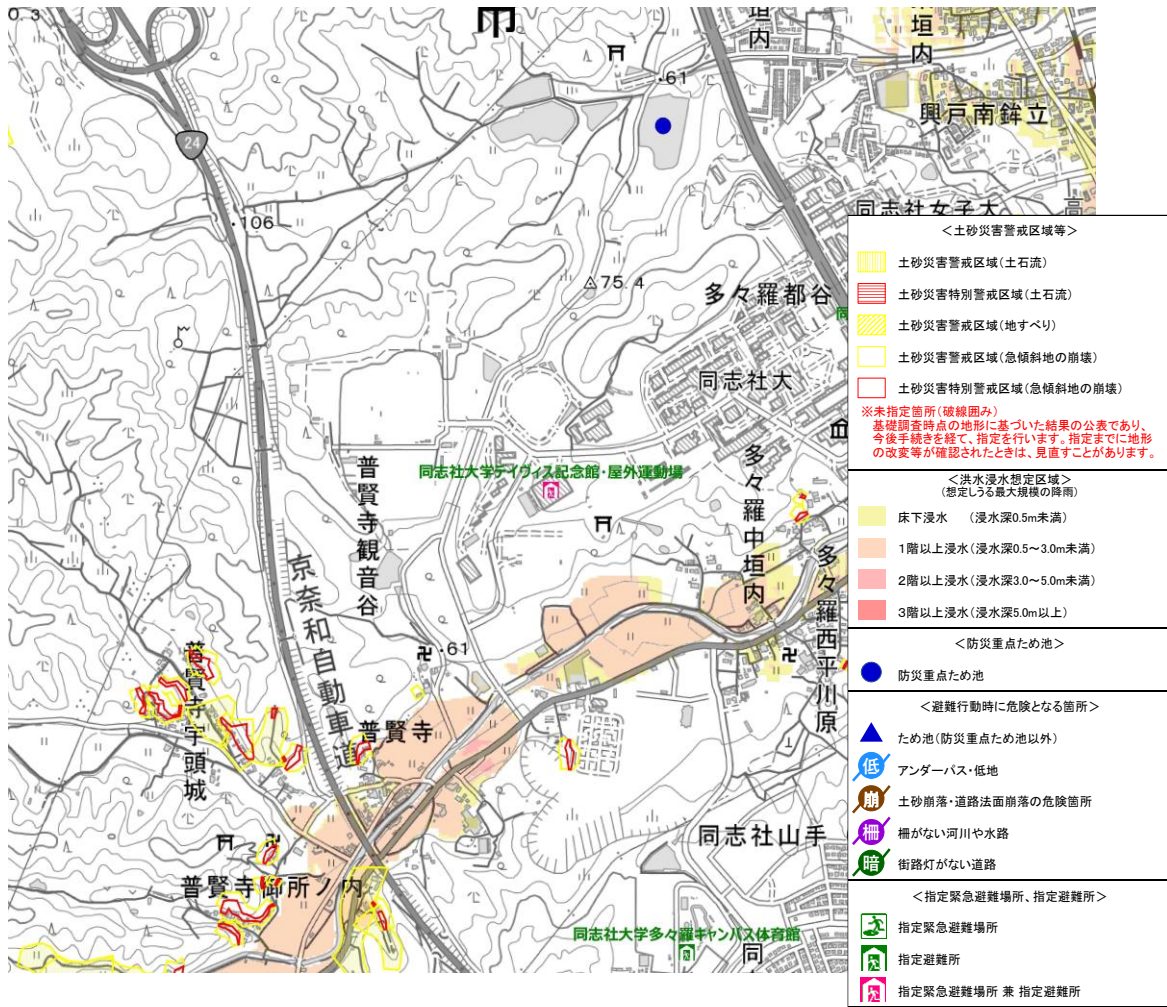 0.3
市
垣内
垣内
61
興戸南鉾立
24
同志社女子大
高
106
75.4
多々羅都谷
同
同志社大
多々羅中垣内
同志社大学デイヴィス記念館・屋外運動場
普賢寺観音谷
京奈和自動車道
多々羅西平川原
61
普賢寺宇頭城
普賢寺
同志社山手
普賢寺御所ノ内
同志社大学多々羅キャンパス体育館
同
＜土砂災害警戒区域等＞
土砂災害警戒区域（土石流）
土砂災害特別警戒区域（土石流）
土砂災害警戒区域（地すべり）
土砂災害警戒区域（急傾斜地の崩壊）
土砂災害特別警戒区域（急傾斜地の崩壊）
※未指定箇所（破線囲み）
基礎調査時点の地形に基づいた結果の公表であり、
今後手続きを経て、指定を行います。指定までに地形
の改変等が確認されたときは、見直すことがあります。
＜洪水浸水想定区域＞
（想定しうる最大規模の降雨）
床下浸水　（浸水深0.5m未満）
1階以上浸水（浸水深0.5～3.0m未満）
2階以上浸水（浸水深3.0～5.0m未満）
3階以上浸水（浸水深5.0m以上）
＜防災重点ため池＞
防災重点ため池
＜避難行動時に危険となる箇所＞
ため池（防災重点ため池以外）
低 アンダーパス・低地
崩 土砂崩落・道路法面崩落の危険箇所
柵 柵がない河川や水路
暗 街路灯がない道路
＜指定緊急避難場所、指定避難所＞
指定緊急避難場所
指定避難所
指定緊急避難場所 兼 指定避難所